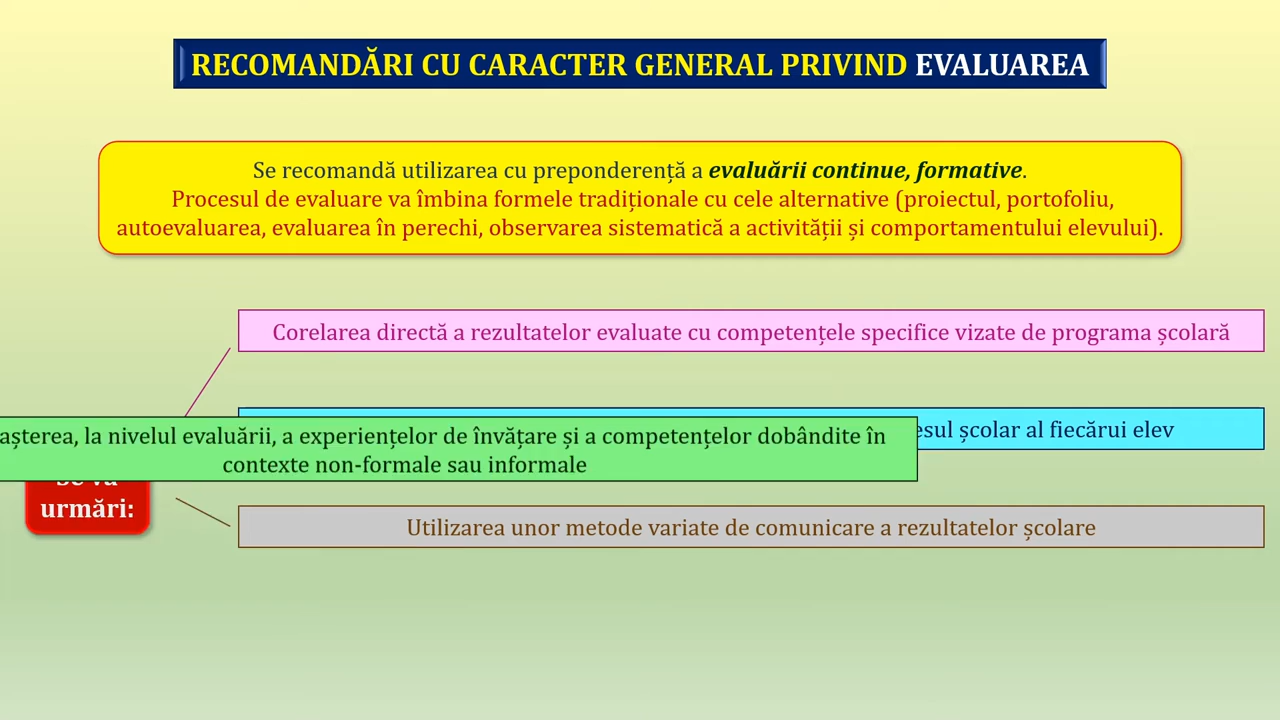 RECOMANDĂRI CU CARACTER GENERAL PRIVIND EVALUAREA
Se recomandă utilizarea cu preponderență a evaluării continue, formative.
Procesul de evaluare va îmbina formele tradiționale cu cele alternative (proiectul, portofoliu,
autoevaluarea, evaluarea în perechi, observarea sistematică a activității și comportamentului elevului).
Corelarea directă a rezultatelor evaluate cu competențele specifice vizate de programa școlară
școlar al fiecărui elev
la nivelul evaluării, a experiențelor de învățare și a competențelor dobândite în
contexte non-formale sau informale
urmări:
Utilizarea unor metode variate de comunicare a rezultatelor școlare